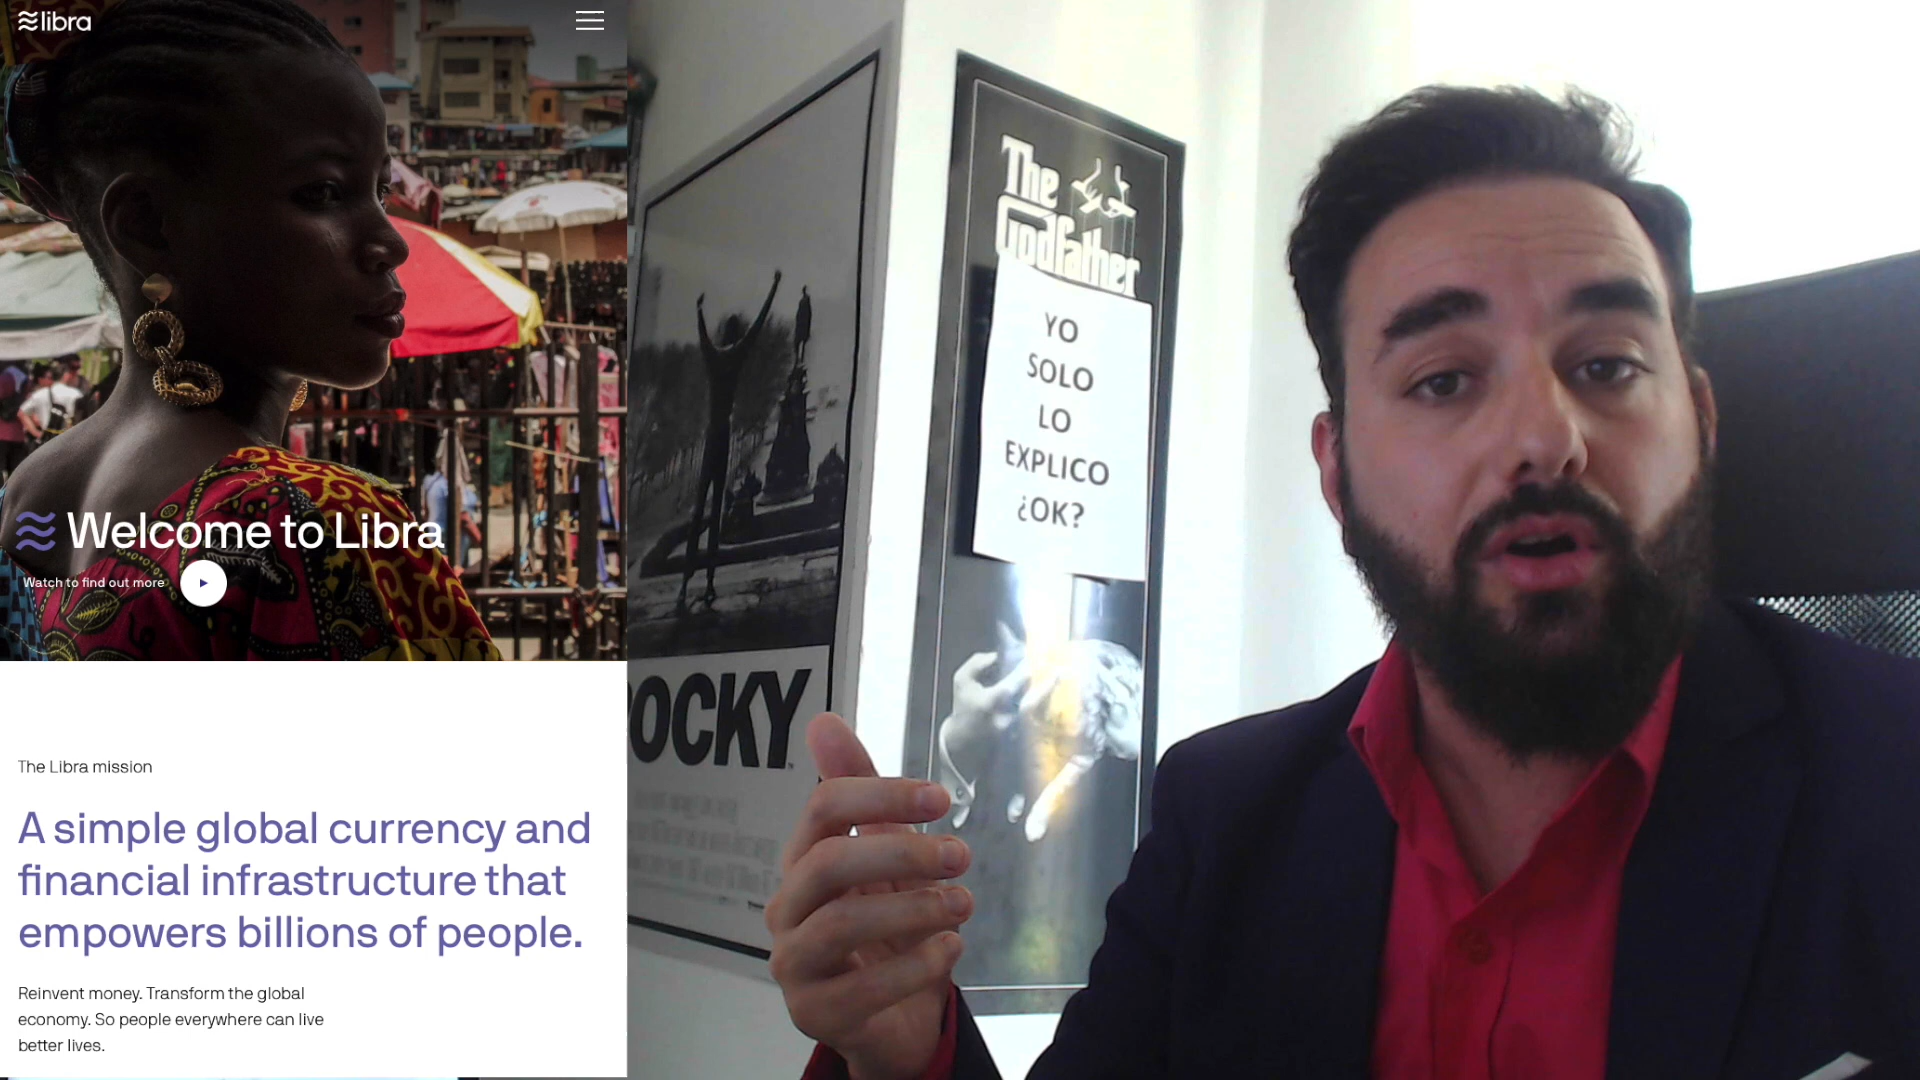 libra
Welcome to Libra
Watch to find out more
The Libra mission
A simple global currency and
financial infrastructure that
empowers billions of people.
Reinvent money. Transform the global
economy. So people everywhere can live
better lives.
OCKY
The
Godfather
YO
SOLO
LO
EXPLICO
¿OK?